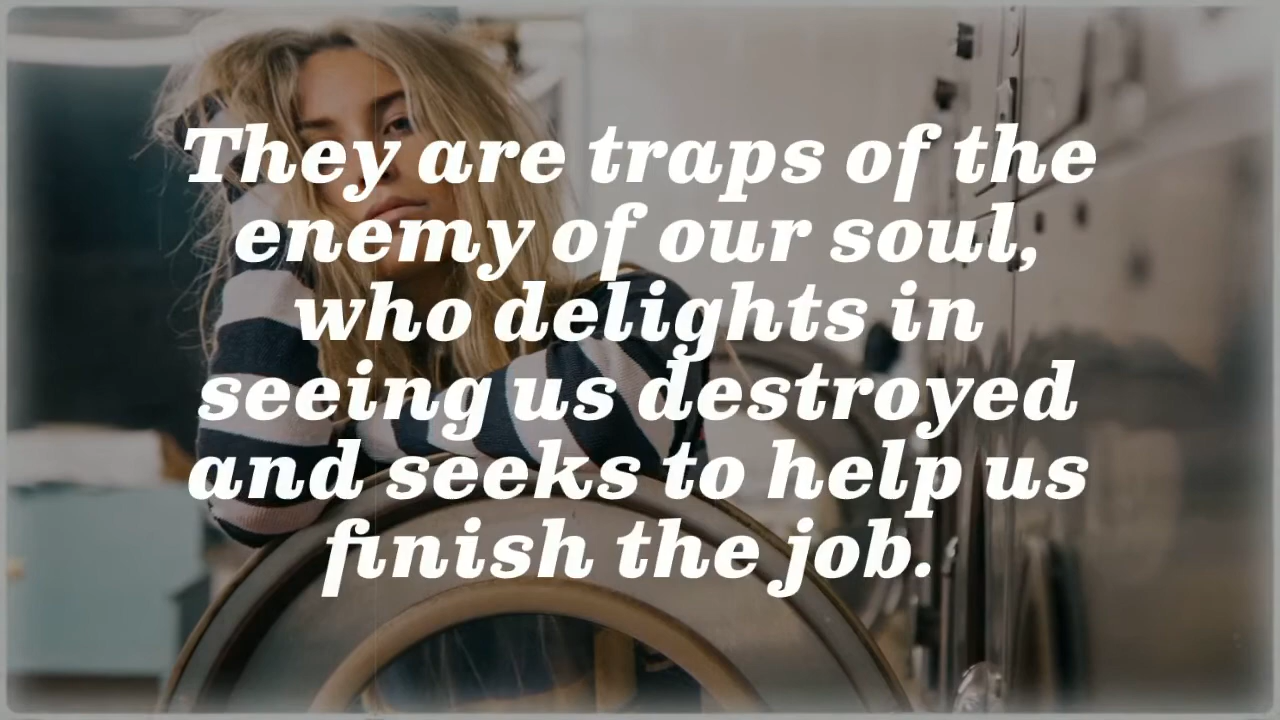 They are traps of the
enemy of our soul,
who delights in
seeing us destroyed
and seeks to help us
finish the job.